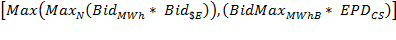 [Max(Max_N(Bid_MWh * Bid_$E)),(BidMax_MWhB * EPD_CS)]